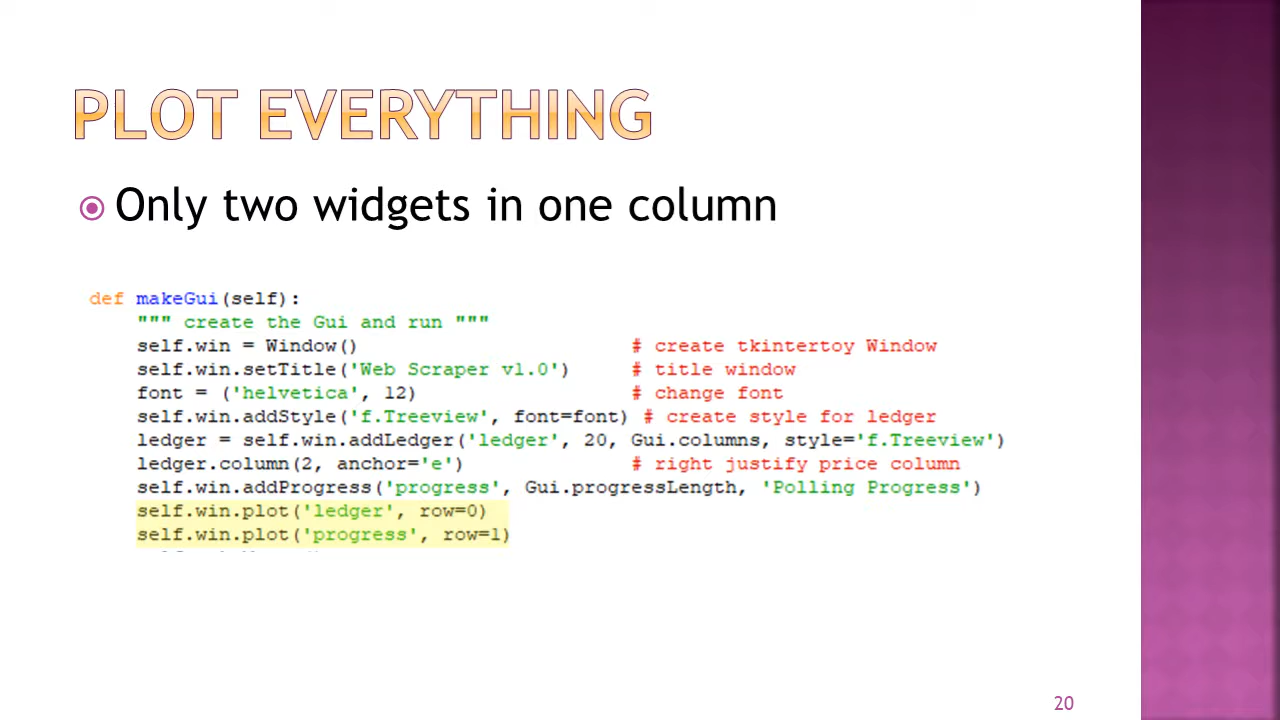 PLOT EVERYTHING
Only two widgets in one column
def makeGui(self):
""" create the Gui and run """
self.win = Window() # create tkintertoy Window
self.win.setTitle('Web Scraper v1.0') # title window
font = ('helvetica', 12) # change font
self.win.addStyle('f.Treeview', font=font) # create style for ledger
ledger = self.win.addLedger('ledger', 20, Gui.columns, style='f.Treeview')
ledger.column(2, anchor='e') # right justify price column
self.win.addProgress('progress', Gui.progressLength, 'Polling Progress')
self.win.plot('ledger', row=0)
self.win.plot('progress', row=1)
20